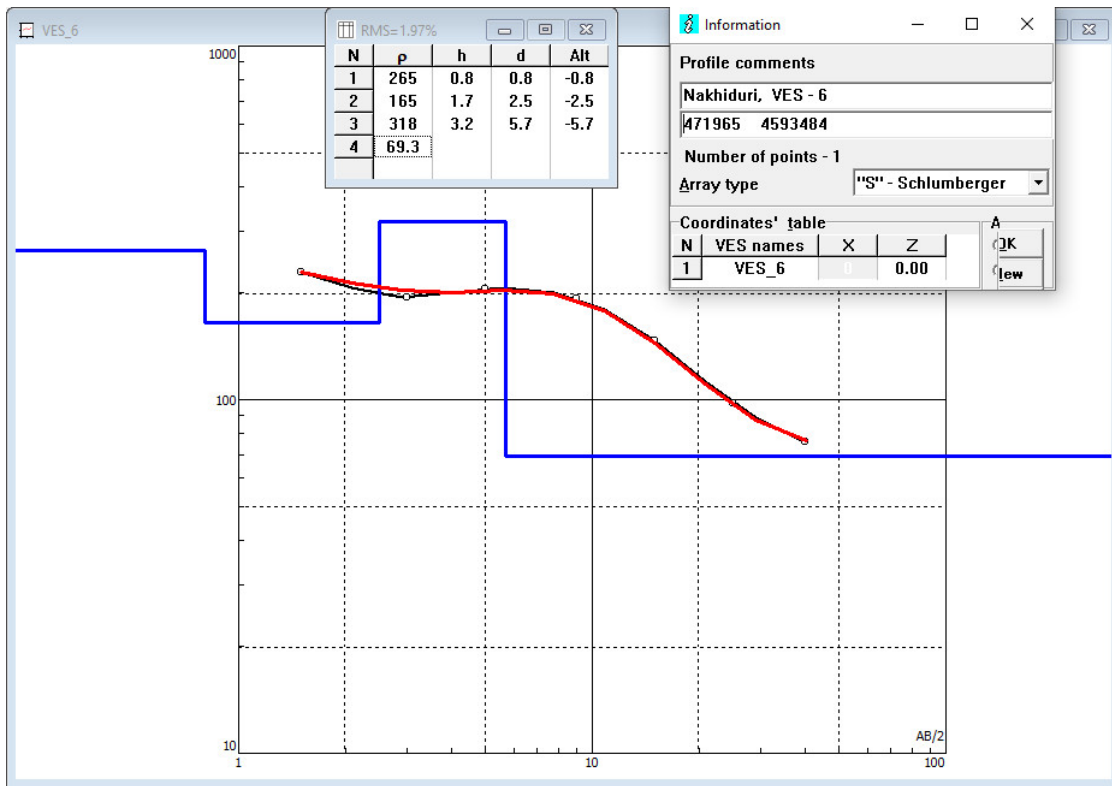 VES_6
RMS=1.97%
N ρ h d Alt
1 265 0.8 0.8 -0.8
2 165 1.7 2.5 -2.5
3 318 3.2 5.7 -5.7
4 69.3
Information
Profile comments
Nakhiduri, VES - 6
471965 4593484
Number of points - 1
Array type "S" - Schlumberger
Coordinates' table
N VES names X Z
1 VES_6 0 0.00
A
OK
lew
1000
100
10
AB/2
1
10
100